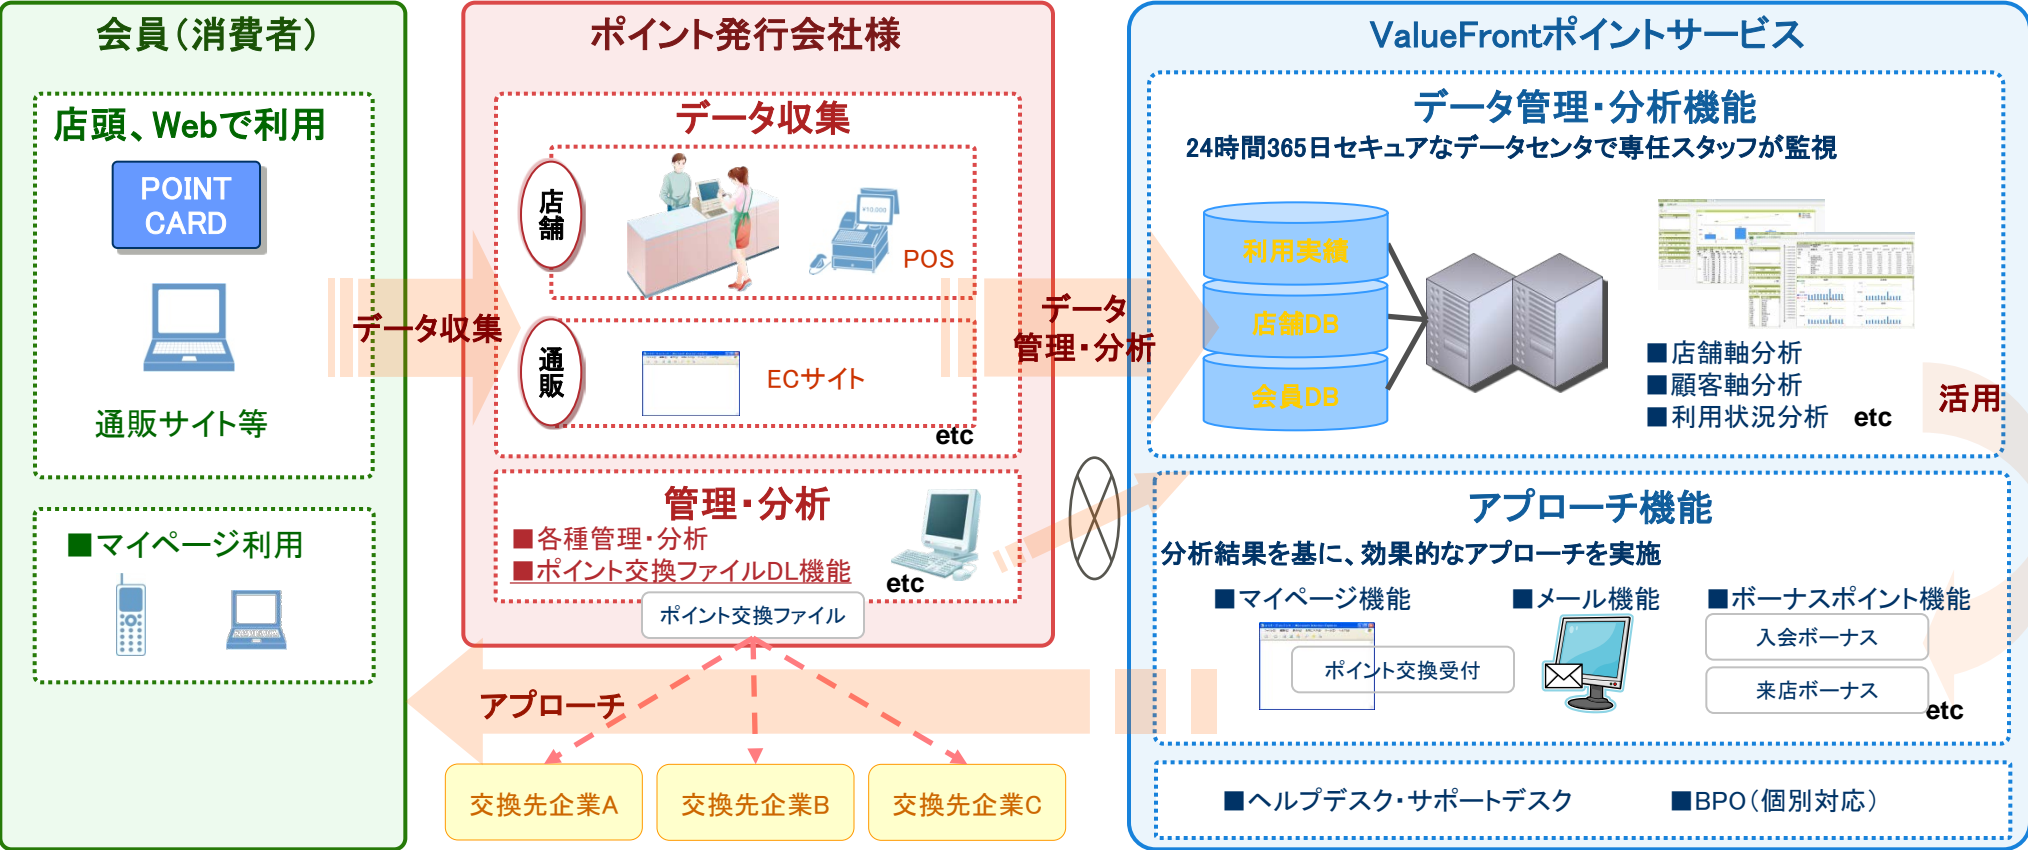 会員（消費者）
店頭、Webで利用
POINT
CARD
通販サイト等
■マイページ利用
データ収集
ポイント発行会社様
データ収集
店舗
¥10,000
POS
通販
ECサイト
etc
管理・分析
■各種管理・分析
■ポイント交換ファイルDL機能
etc
ポイント交換ファイル
アプローチ
交換先企業A
交換先企業B
交換先企業C
データ
管理・分析
ValueFrontポイントサービス
データ管理・分析機能
24時間365日セキュアなデータセンタで専任スタッフが監視
利用実績
店舗DB
会員DB
■店舗軸分析
■顧客軸分析
■利用状況分析 etc
活用
アプローチ機能
分析結果を基に、効果的なアプローチを実施
■マイページ機能
ポイント交換受付
■メール機能
■ボーナスポイント機能
入会ボーナス
来店ボーナス
etc
■ヘルプデスク・サポートデスク
■BPO（個別対応）